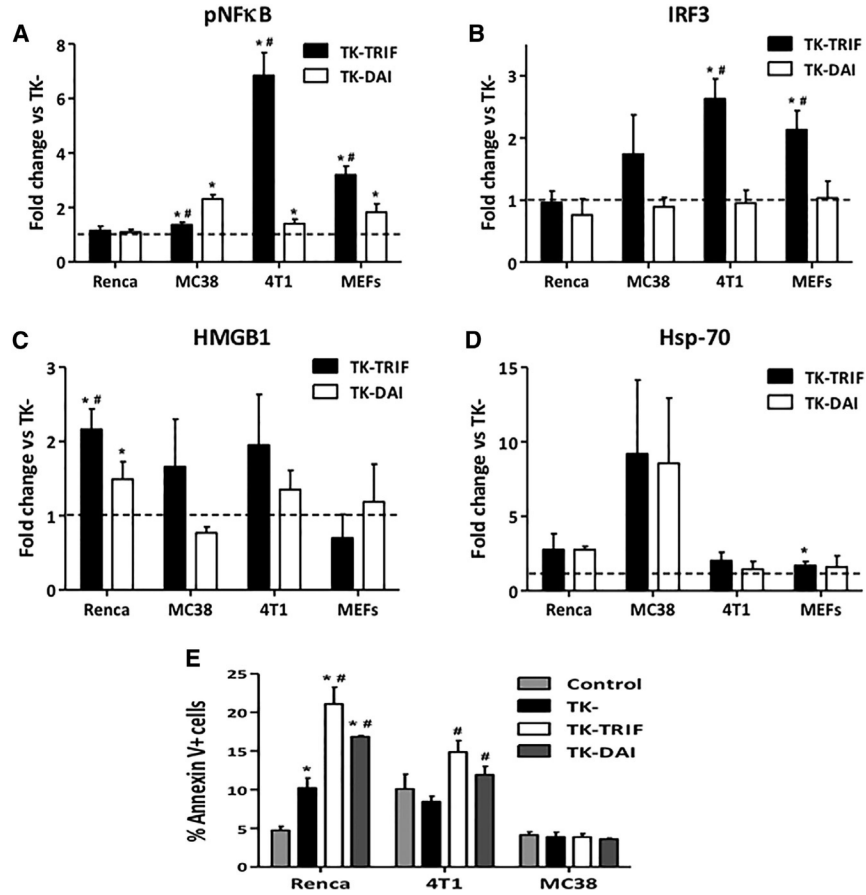 A
pNFκB
Fold change vs TK-
8
6
4
2
0
* #
*
* #
*
* #
*
TK-TRIF
TK-DAI
Renca MC38 4T1 MEFs
B
IRF3
Fold change vs TK-
3
2
1
0
* #
* #
TK-TRIF
TK-DAI
Renca MC38 4T1 MEFs
C
HMGB1
Fold change vs TK-
3
2
1
0
* #
*
TK-TRIF
TK-DAI
Renca MC38 4T1 MEFs
D
Hsp-70
Fold change vs TK-
15
10
5
0
*
TK-TRIF
TK-DAI
Renca MC38 4T1 MEFs
E
% Annexin V+ cells
25
20
15
10
5
0
*
* #
* #
#
#
Control
TK-
TK-TRIF
TK-DAI
Renca 4T1 MC38